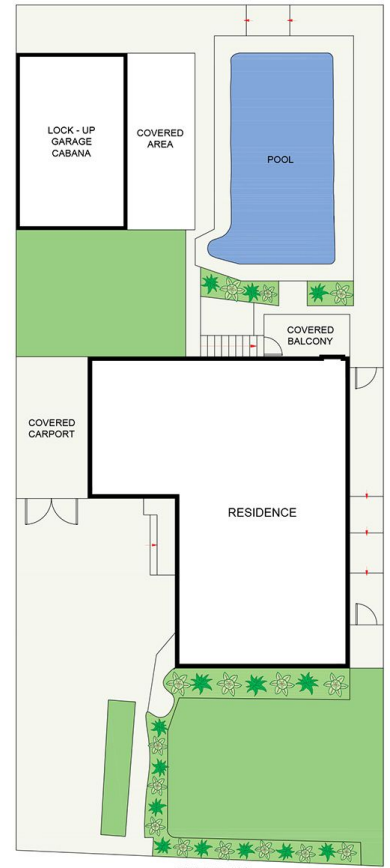 LOCK - UP
GARAGE
CABANA
COVERED
AREA
POOL
COVERED
BALCONY
COVERED
CARPORT
RESIDENCE